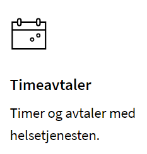 Timeavtaler
Timer og avtaler med
helsetjenesten.